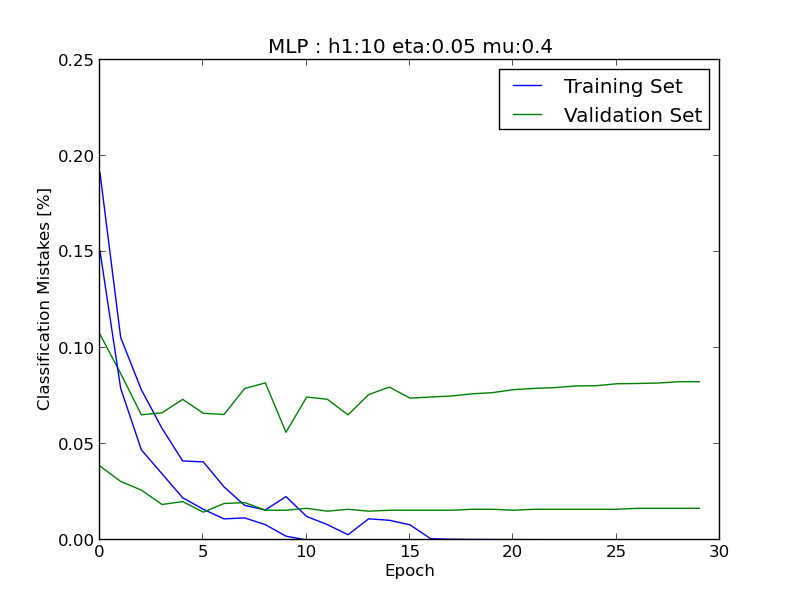 MLP : h1:10 eta:0.05 mu:0.4
0.25
0.20
0.15
0.10
0.05
0.00
Classification Mistakes [%]
Training Set
Validation Set
0
5
10
15
20
25
30
Epoch